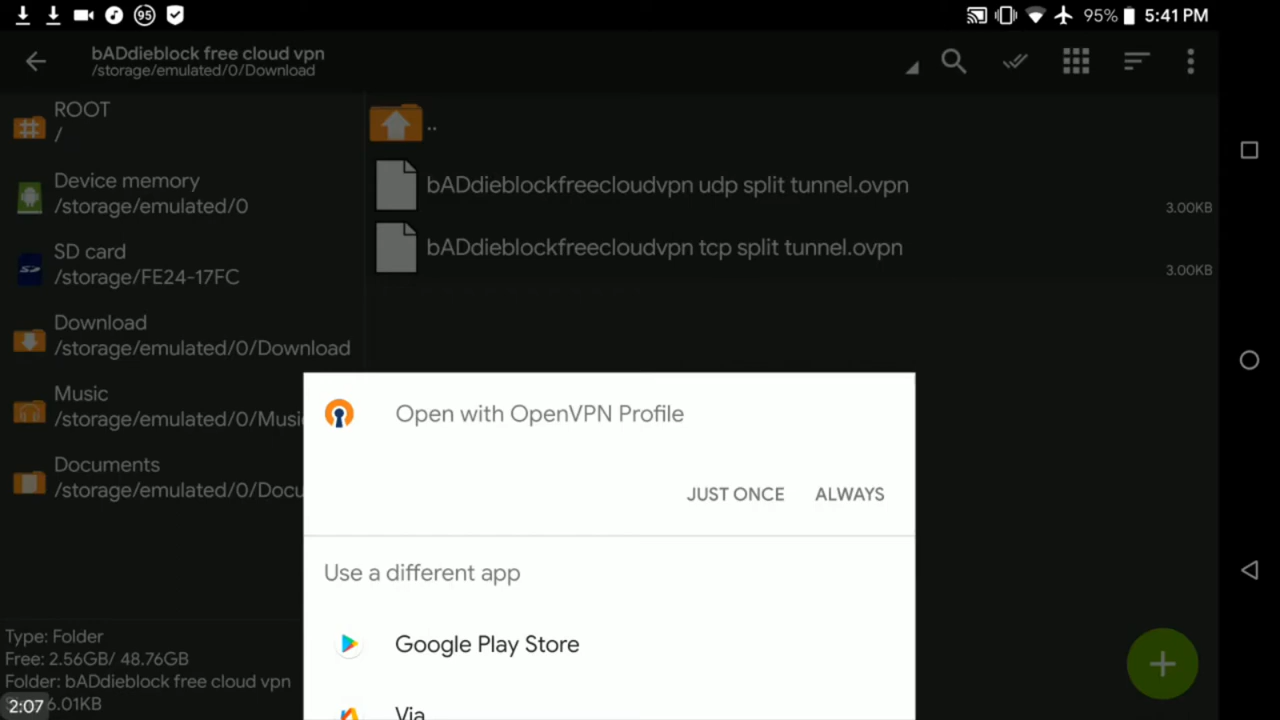 95
95%
5:41 PM
bADdieblock free cloud vpn
/storage/emulated/0/Download
ROOT
/
Device memory
/storage/emulated/0
SD card
/storage/FE24-17FC
Download
/storage/emulated/0/Download
Music
/storage/emulated/0/Musi
Documents
/storage/emulated/0/Docu
Type: Folder
Free: 2.56GB/ 48.76GB
Folder: bADdieblock free cloud vpn
6.01KB
2:07
..
bADdieblockfreecloudvpn udp split tunnel.ovpn
3.00KB
bADdieblockfreecloudvpn tcp split tunnel.ovpn
3.00KB
Open with OpenVPN Profile
JUST ONCE
ALWAYS
Use a different app
Google Play Store
Via